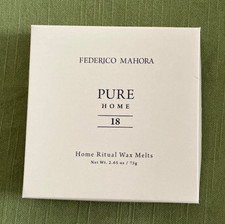 FEDERICO MAHORA
PURE
HOME
18
Home Ritual Wax Melts
Net Wt. 2.65 oz / 75g